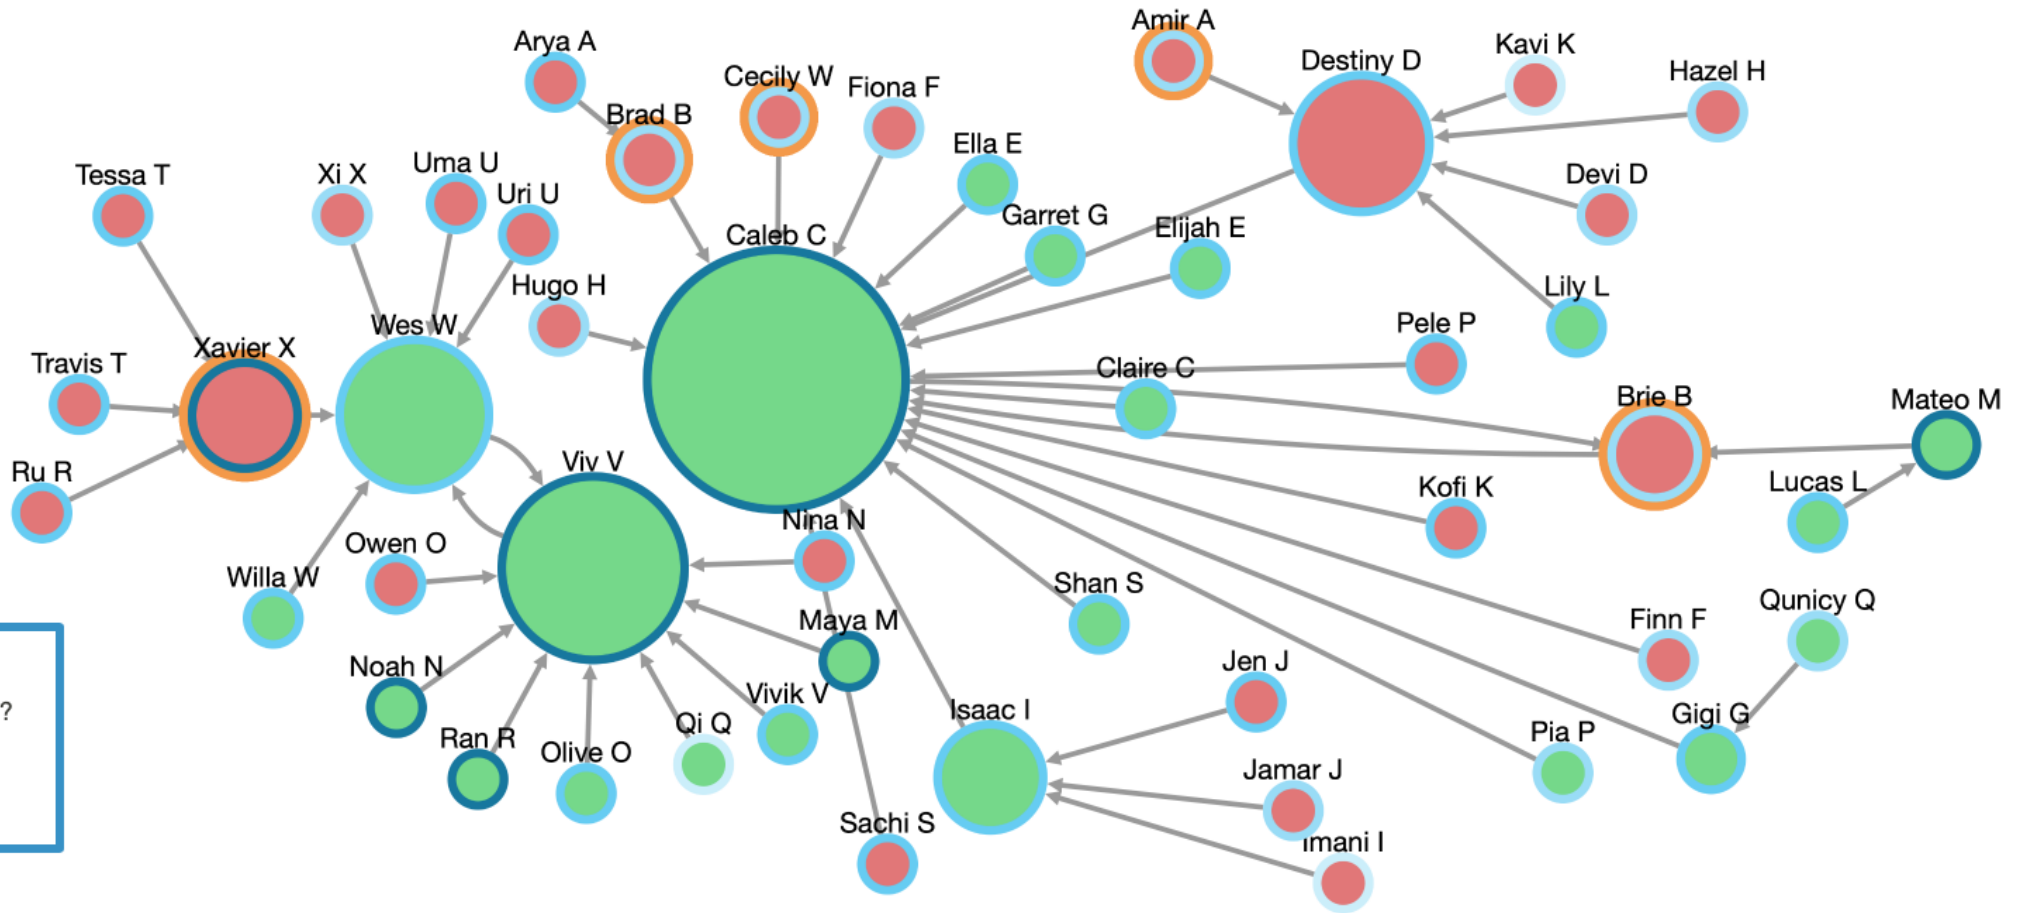 Amir A
Arya A
Kavi K
Destiny D
Hazel H
Cecily W
Fiona F
Brad B
Ella E
Uma U
Xi X
Tessa T
Devi D
Uri U
Garret G
Elijah E
Caleb C
Hugo H
Lily L
Wes W
Pele P
Xavier X
Travis T
Claire C
Brie B
Mateo M
Viv V
Ru R
Lucas L
Kofi K
Nina N
Owen O
Willa W
Shan S
Qunicy Q
Maya M
Finn F
Noah N
Jen J
Vivik V
?
Isaac I
Gigi G
Qi Q
Pia P
Ran R
Olive O
Jamar J
Sachi S
Imani I